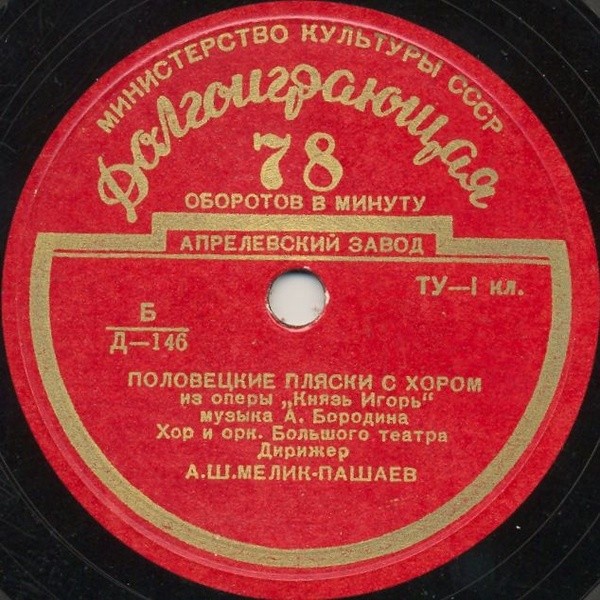 МИНИСТЕРСТВО КУЛЬТУРЫ СССР
Долгоиграющая
78
ОБОРОТОВ В МИНУТУ
АПРЕЛЕВСКИЙ ЗАВОД
ТУ—I кл.
Б
Д—146
ПОЛОВЕЦКИЕ ПЛЯСКИ С ХОРОМ
из оперы „Князь Игорь"
музыка А. Бородина
Хор и орк. Большого театра
Дирижер
А.Ш.МЕЛИК-ПАШАЕВ